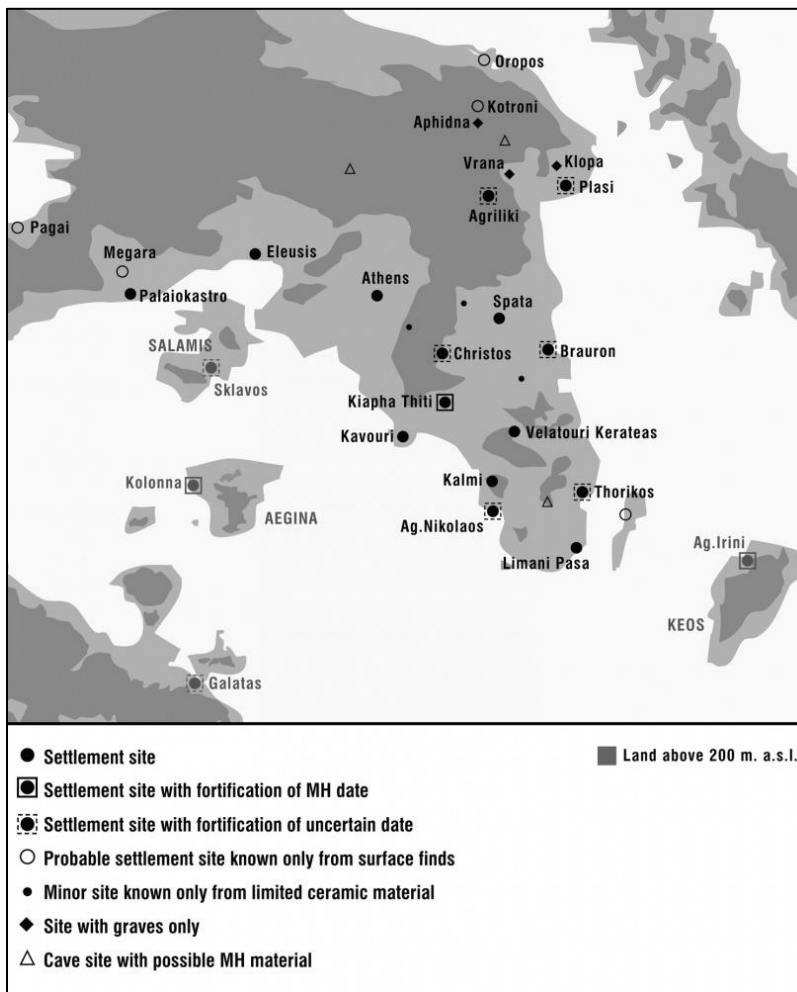 Oropos
Kotroni
Aphidna
Vrana
Klopa
Plasi
Agriliki
Pagai
Megara
Eleusis
Palaiokastro
Athens
Spata
SALAMIS
Sklavos
Christos
Brauron
Kiapha Thiti
Kavouri
Velatouri Kerateas
Kolonna
AEGINA
Kalmi
Thorikos
Ag.Nikolaos
Limani Pasa
Ag.Irini
KEOS
Galatas
Settlement site
Land above 200 m. a.s.l.
Settlement site with fortification of MH date
Settlement site with fortification of uncertain date
Probable settlement site known only from surface finds
Minor site known only from limited ceramic material
Site with graves only
Cave site with possible MH material